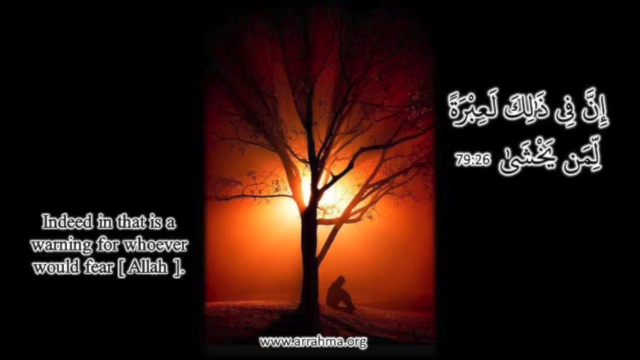 إِنَّ فِي ذَٰلِكَ لَعِبْرَةً
لِّمَن يَخْشَىٰ 79:26
Indeed in that is a
warning for whoever
would fear [ Allah ].
www.arrahma.org